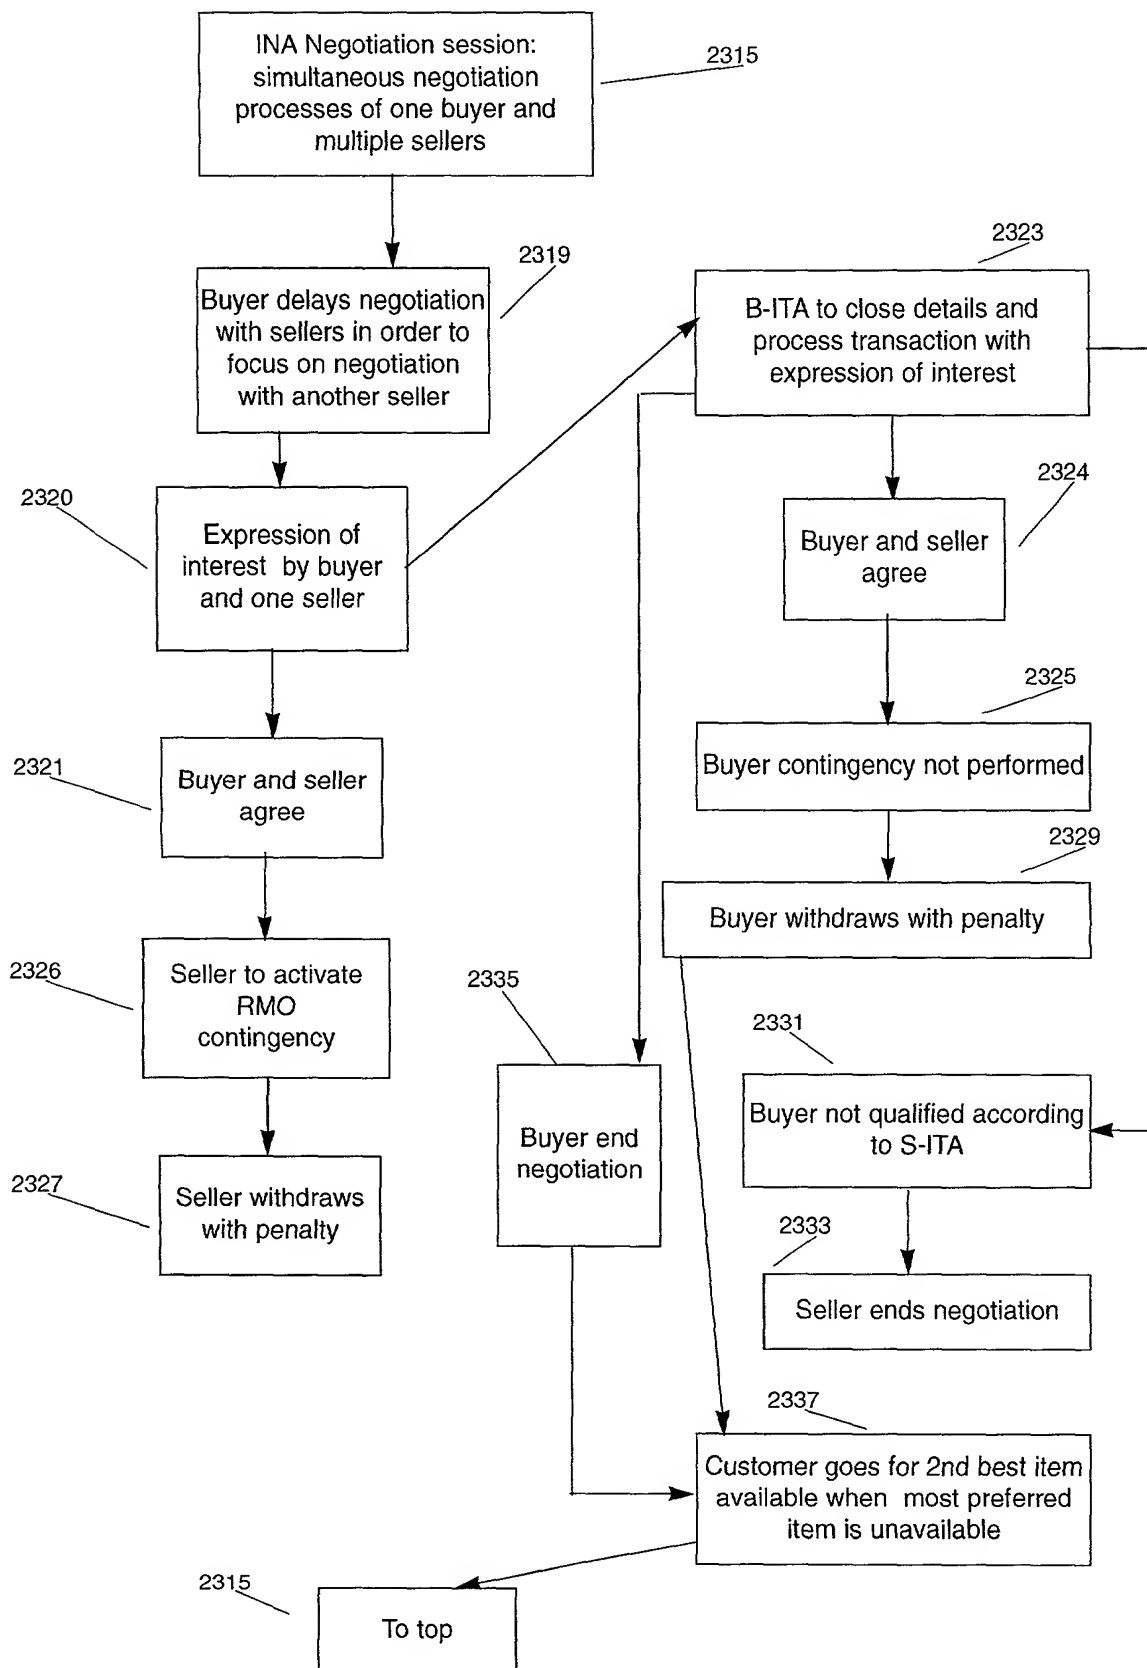 INA Negotiation session:
simultaneous negotiation
processes of one buyer and
multiple sellers
2315
Buyer delays negotiation
with sellers in order to
focus on negotiation
with another seller
2319
2320
Expression of
interest by buyer
and one seller
2321
Buyer and seller
agree
2326
Seller to activate
RMO
contingency
2327
Seller withdraws
with penalty
2323
B-ITA to close details and
process transaction with
expression of interest
2324
Buyer and seller
agree
2325
Buyer contingency not performed
2329
Buyer withdraws with penalty
2335
Buyer end
negotiation
2331
Buyer not qualified according
to S-ITA
2333
Seller ends negotiation
2337
Customer goes for 2nd best item
available when most preferred
item is unavailable
2315
To top